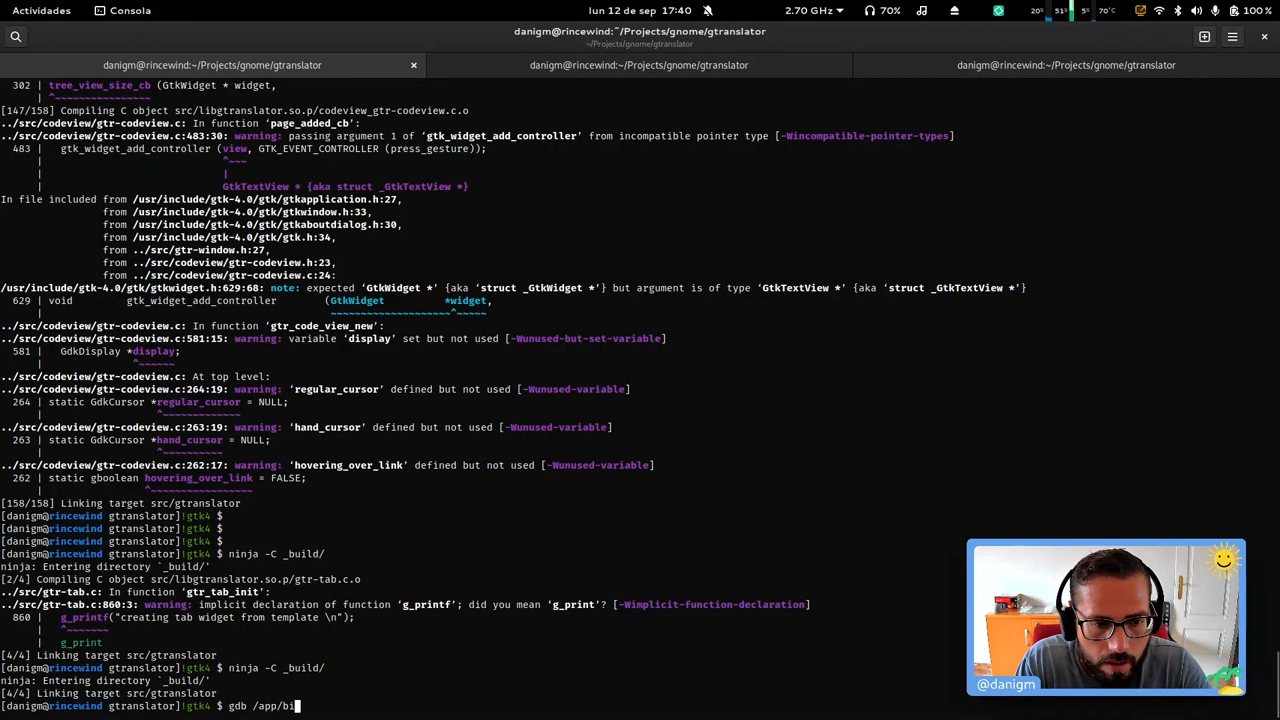 Actividades Consola lun 12 de sep 17:40 2.70 GHz 70% 20% 51% 5% 70°C 100 %
danigm@rincewind:~/Projects/gnome/gtranslator
~/Projects/gnome/gtranslator
danigm@rincewind:~/Projects/gnome/gtranslator × danigm@rincewind:~/Projects/gnome/gtranslator danigm@rincewind:~/Projects/gnome/gtranslator
302 | tree_view_size_cb (GtkWidget * widget,
| ^~~~~~~~~~~~~~~~~
[147/158] Compiling C object src/libgtranslator.so.p/codeview_gtr-codeview.c.o
../src/codeview/gtr-codeview.c: In function ‘page_added_cb’:
../src/codeview/gtr-codeview.c:483:30: warning: passing argument 1 of ‘gtk_widget_add_controller’ from incompatible pointer type [-Wincompatible-pointer-types]
483 | gtk_widget_add_controller (view, GTK_EVENT_CONTROLLER (press_gesture));
| ^~~~
| |
| GtkTextView * {aka struct _GtkTextView *}
In file included from /usr/include/gtk-4.0/gtk/gtkapplication.h:27,
from /usr/include/gtk-4.0/gtk/gtkwindow.h:33,
from /usr/include/gtk-4.0/gtk/gtkaboutdialog.h:30,
from /usr/include/gtk-4.0/gtk/gtk.h:34,
from ../src/gtr-window.h:27,
from ../src/codeview/gtr-codeview.h:23,
from ../src/codeview/gtr-codeview.c:24:
/usr/include/gtk-4.0/gtk/gtkwidget.h:629:68: note: expected ‘GtkWidget *’ {aka ‘struct _GtkWidget *’} but argument is of type ‘GtkTextView *’ {aka ‘struct _GtkTextView *’}
629 | void gtk_widget_add_controller (GtkWidget *widget,
| ~~~~~~~~~~~~~~~~~~~~^~~~~~
../src/codeview/gtr-codeview.c: In function ‘gtr_code_view_new’:
../src/codeview/gtr-codeview.c:581:15: warning: variable ‘display’ set but not used [-Wunused-but-set-variable]
581 | GdkDisplay *display;
| ^~~~~~~
../src/codeview/gtr-codeview.c: At top level:
../src/codeview/gtr-codeview.c:264:19: warning: ‘regular_cursor’ defined but not used [-Wunused-variable]
264 | static GdkCursor *regular_cursor = NULL;
| ^~~~~~~~~~~~~~
../src/codeview/gtr-codeview.c:263:19: warning: ‘hand_cursor’ defined but not used [-Wunused-variable]
263 | static GdkCursor *hand_cursor = NULL;
| ^~~~~~~~~~~
../src/codeview/gtr-codeview.c:262:17: warning: ‘hovering_over_link’ defined but not used [-Wunused-variable]
262 | static gboolean hovering_over_link = FALSE;
| ^~~~~~~~~~~~~~~~~~
[158/158] Linking target src/gtranslator
[danigm@rincewind gtranslator]!gtk4 $
[danigm@rincewind gtranslator]!gtk4 $
[danigm@rincewind gtranslator]!gtk4 $
[danigm@rincewind gtranslator]!gtk4 $ ninja -C _build/
ninja: Entering directory `_build/'
[2/4] Compiling C object src/libgtranslator.so.p/gtr-tab.c.o
../src/gtr-tab.c: In function ‘gtr_tab_init’:
../src/gtr-tab.c:860:3: warning: implicit declaration of function ‘g_printf’; did you mean ‘g_print’? [-Wimplicit-function-declaration]
860 | g_printf("creating tab widget from template \n");
| ^~~~~~~~
| g_print
[4/4] Linking target src/gtranslator
[danigm@rincewind gtranslator]!gtk4 $ ninja -C _build/
ninja: Entering directory `_build/'
[4/4] Linking target src/gtranslator
[danigm@rincewind gtranslator]!gtk4 $ gdb /app/bi
@danigm